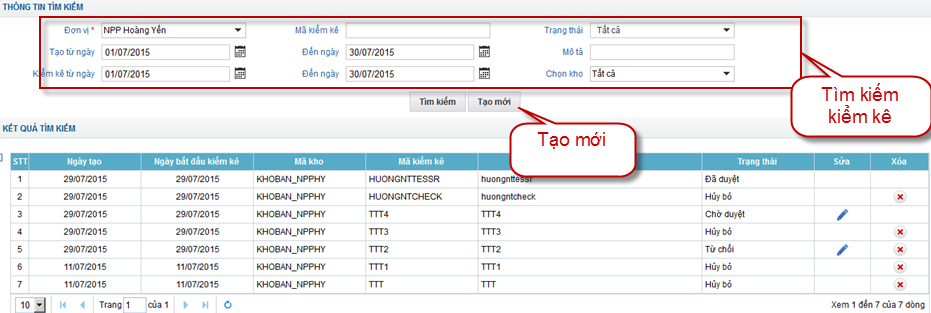 THÔNG TIN TÌM KIẾM
Đơn vị * NPP Hoàng Yến Mã kiểm kê Trạng thái Tất cả
Tạo từ ngày 01/07/2015 Đến ngày 30/07/2015 Mô tả
Kiểm kê từ ngày 01/07/2015 Đến ngày 30/07/2015 Chọn kho Tất cả
Tìm kiếm
kiểm kê
Tìm kiếm Tạo mới
Tạo mới
KẾT QUẢ TÌM KIẾM
STT Ngày tạo Ngày bắt đầu kiểm kê Mã kho Mã kiểm kê Trạng thái Sửa Xóa
1 29/07/2015 29/07/2015 KHOBAN_NPPHY HUONGNTTESSR huongnttessr Đã duyệt
2 29/07/2015 29/07/2015 KHOBAN_NPPHY HUONGNTCHECK huongntcheck Hủy bỏ
3 29/07/2015 29/07/2015 KHOBAN_NPPHY TTT4 TTT4 Chờ duyệt
4 29/07/2015 29/07/2015 KHOBAN_NPPHY TTT3 TTT3 Hủy bỏ
5 29/07/2015 29/07/2015 KHOBAN_NPPHY TTT2 TTT2 Từ chối
6 11/07/2015 11/07/2015 KHOBAN_NPPHY TTT1 TTT1 Hủy bỏ
7 11/07/2015 11/07/2015 KHOBAN_NPPHY TTT TTT Hủy bỏ
10 Trang 1 của 1 Xem 1 đến 7 của 7 dòng